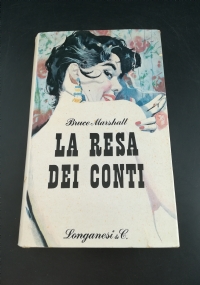 Bruce Marshall
LA RESA
DEI CONTI
Longanesi & C.